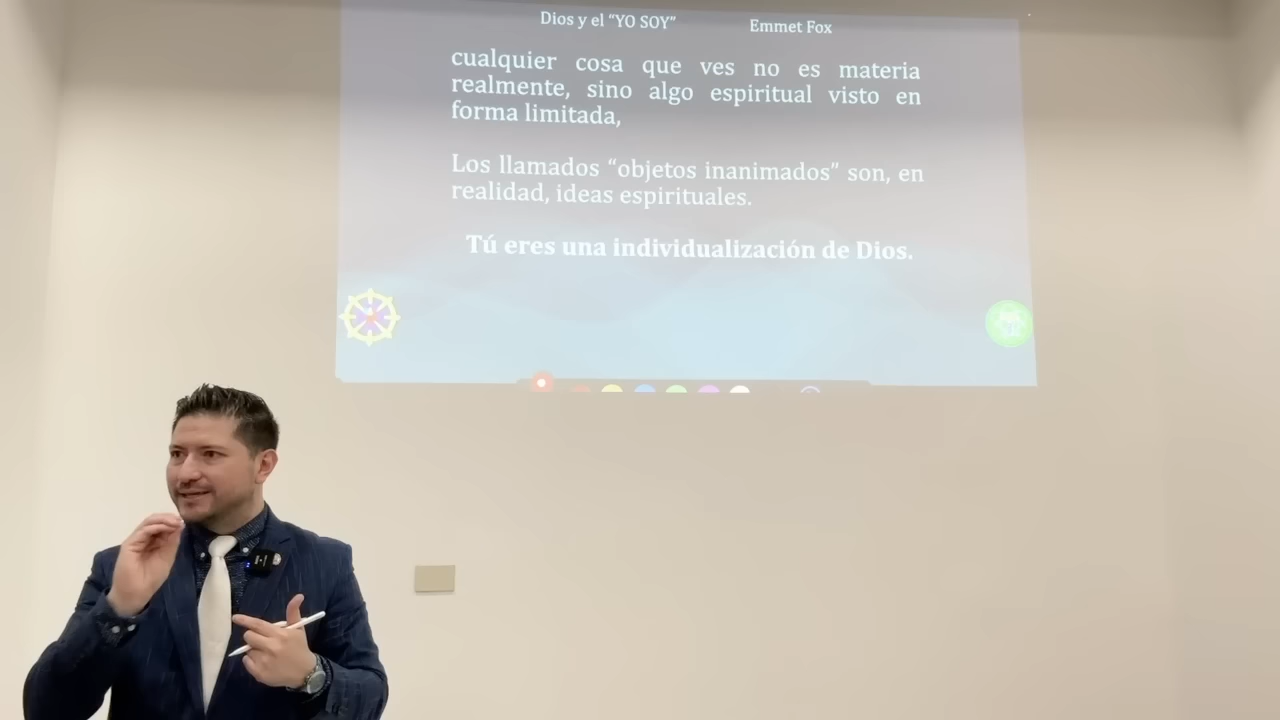 Dios y el “YO SOY” Emmet Fox
cualquier cosa que ves no es materia
realmente, sino algo espiritual visto en
forma limitada,
Los llamados “objetos inanimados” son, en
realidad, ideas espirituales.
Tú eres una individualización de Dios.